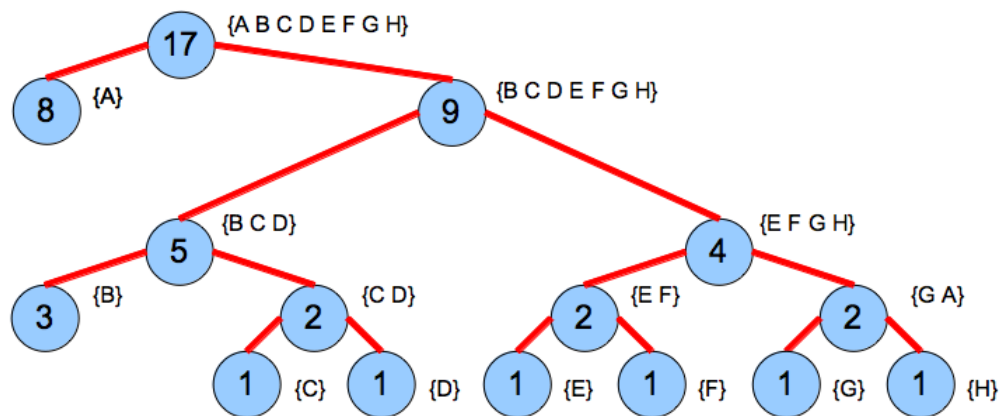 17 {A B C D E F G H}
8 {A} 9 {B C D E F G H}
5 {B C D} 4 {E F G H}
3 {B} 2 {C D} 2 {E F} 2 {G A}
1 {C} 1 {D} 1 {E} 1 {F} 1 {G} 1 {H}